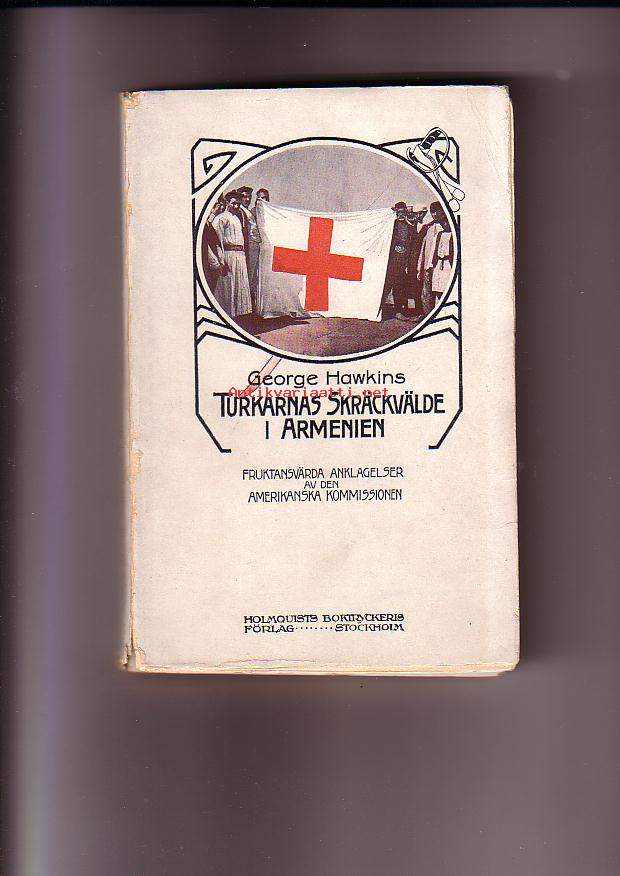 George Hawkins
Antikvariaatti.net
TURKARNAS SKRÄCKVÄLDE
I ARMENIEN
FRUKTANSVÄRDA ANKLAGELSER
AV DEN
AMERIKANSKA KOMMISSIONEN
HOLMQUISTS BOKTRYCKERIS
FÖRLAG········STOCKHOLM